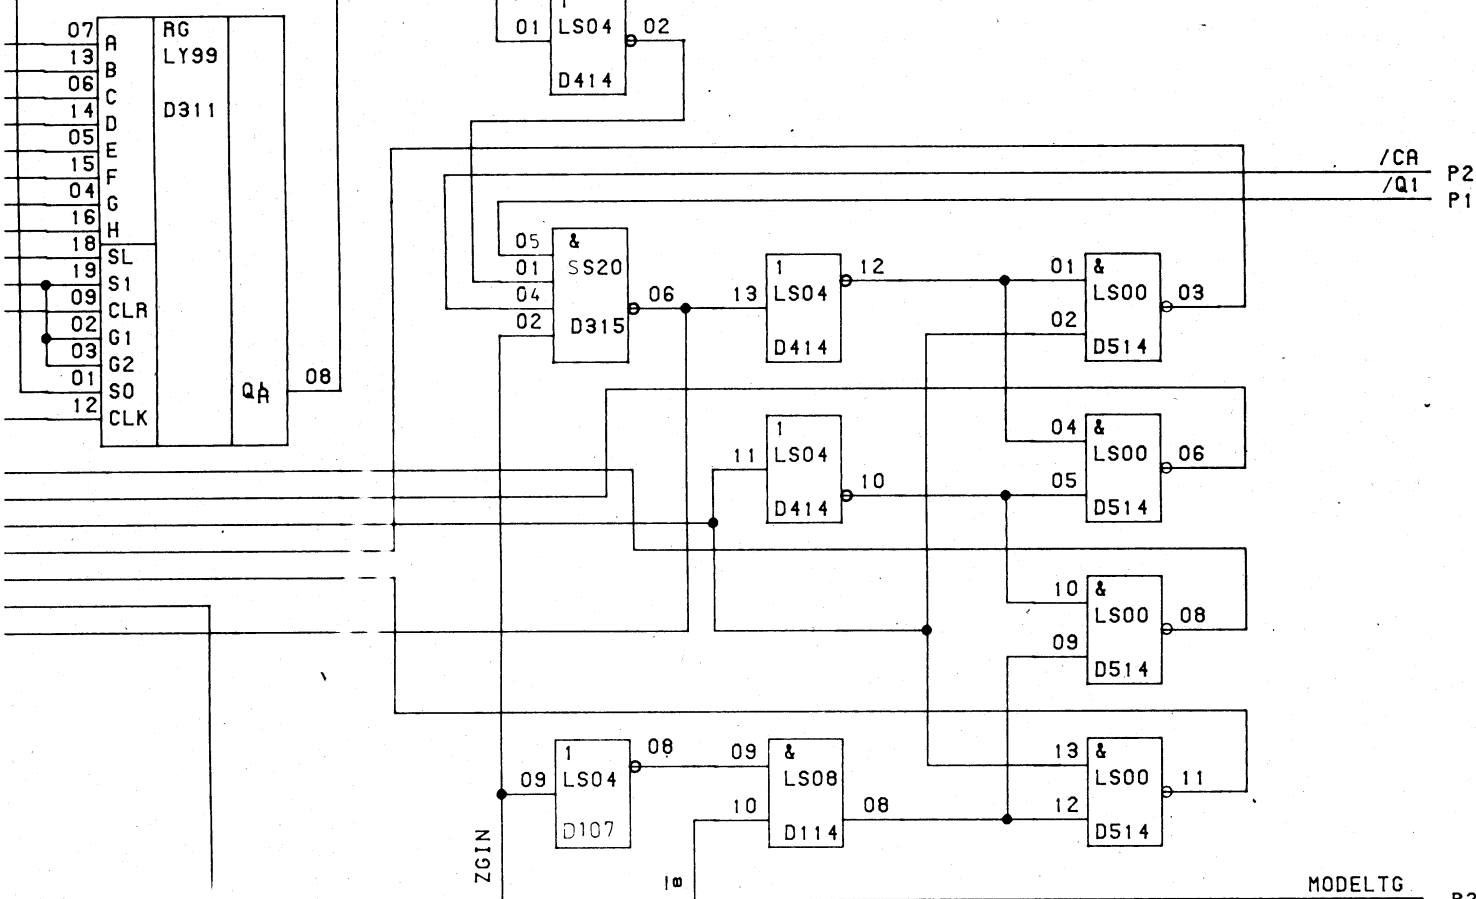 1
01 LS04 02
D414
07 A RG
13 B LY99
06 C
14 D D311
05 E
15 F
04 G
16 H
18 SL
19 S1
09 CLR
02 G1
03 G2
01 S0 08
12 CLK
/CA P2
/Q1 P1
05 &
01 SS20
04 06
02 D315
1 12
13 LS04
D414
01 & 
LS00 03
02 D514
1
11 LS04
10
D414
04 &
LS00 06
05 D514
10 &
LS00 08
09 D514
1 08
09 LS04
D107
09 &
LS08
10 08
D114
13 &
LS00 11
12 D514
ZGIN
MODELTG